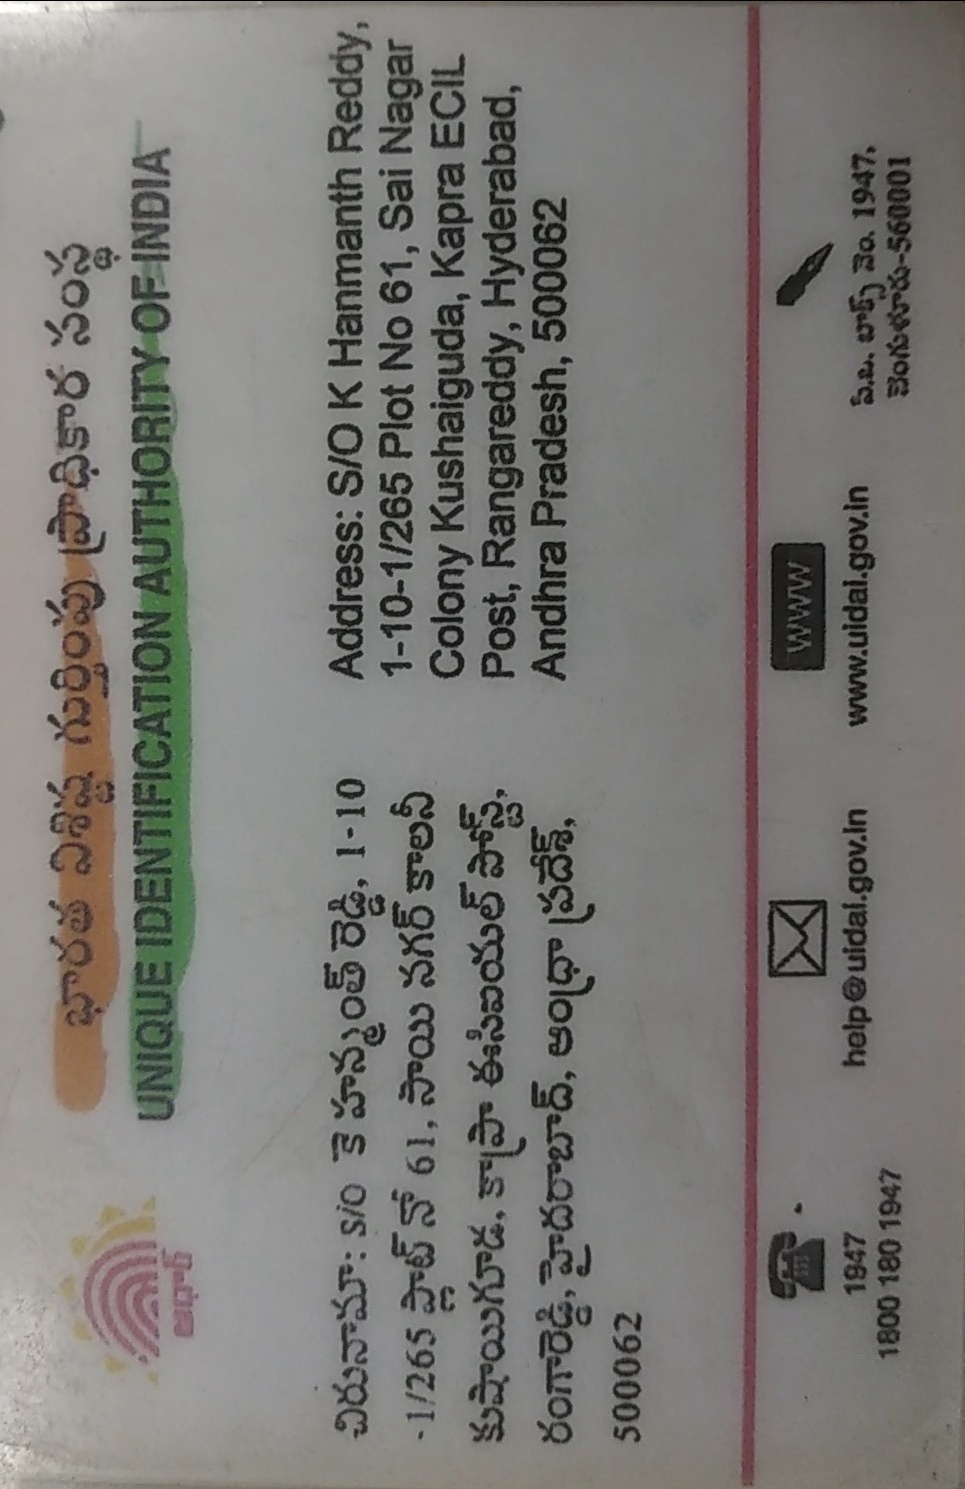 భారత విశిష్ట గుర్తింపు ప్రాధికార సంస్థ
UNIQUE IDENTIFICATION AUTHORITY OF INDIA
ఆధార్
చిరునామా: S/O కె హన్మంత్ రెడ్డి, 1-10
-1/265 ప్లాట్ నో 61, సాయి నగర్ కాలనీ
కుషాయిగూడ, కాప్రా ఈసిఐయల్ పోస్ట్,
రంగారెడ్డి, హైదరాబాద్, ఆంధ్రా ప్రదేశ్,
500062
Address: S/O K Hanmanth Reddy,
1-10-1/265 Plot No 61, Sai Nagar
Colony Kushaiguda, Kapra ECIL
Post, Rangareddy, Hyderabad,
Andhra Pradesh, 500062
1947
1800 180 1947
help@uidai.gov.in
WWW
www.uidai.gov.in
పి.బి. బాక్స్ నెం. 1947,
బెంగుళూరు-560001